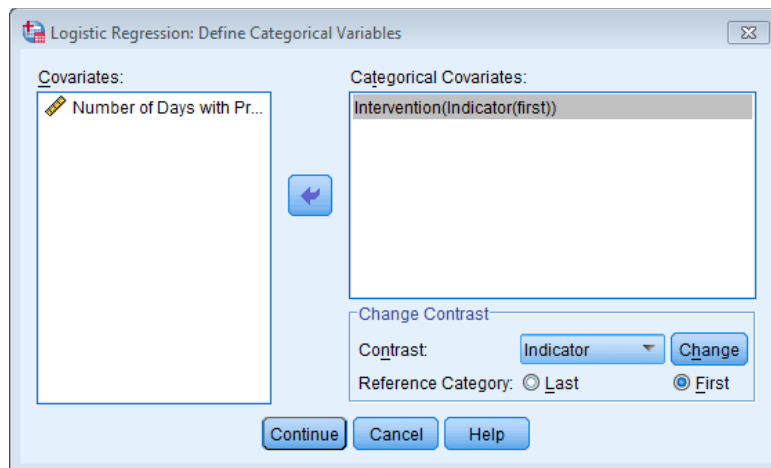 Logistic Regression: Define Categorical Variables
Covariates:
Number of Days with Pr...
Categorical Covariates:
Intervention(Indicator(first))
Change Contrast
Contrast: Indicator Change
Reference Category: Last First
Continue Cancel Help